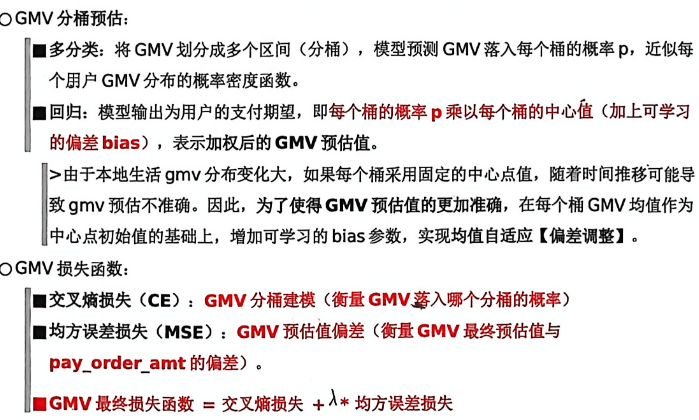 ○GMV 分桶预估:
■多分类：将 GMV 划分成多个区间（分桶），模型预测 GMV 落入每个桶的概率 p，近似每
个用户 GMV 分布的概率密度函数。
■回归：模型输出为用户的支付期望，即每个桶的概率 p 乘以每个桶的中心值（加上可学习
的偏差 bias），表示加权后的 GMV 预估值。
>由于本地生活 gmv 分布变化大，如果每个桶采用固定的中心点值，随着时间推移可能导
致 gmv 预估不准确。因此，为了使得 GMV 预估值的更加准确，在每个桶 GMV 均值作为
中心点初始值的基础上，增加可学习的 bias 参数，实现均值自适应【偏差调整】。
○GMV 损失函数:
■交叉熵损失（CE）：GMV 分桶建模（衡量 GMV 落入哪个分桶的概率）
■均方误差损失（MSE）：GMV 预估值偏差（衡量 GMV 最终预估值与
pay_order_amt 的偏差）。
■GMV 最终损失函数 = 交叉熵损失 + λ* 均方误差损失